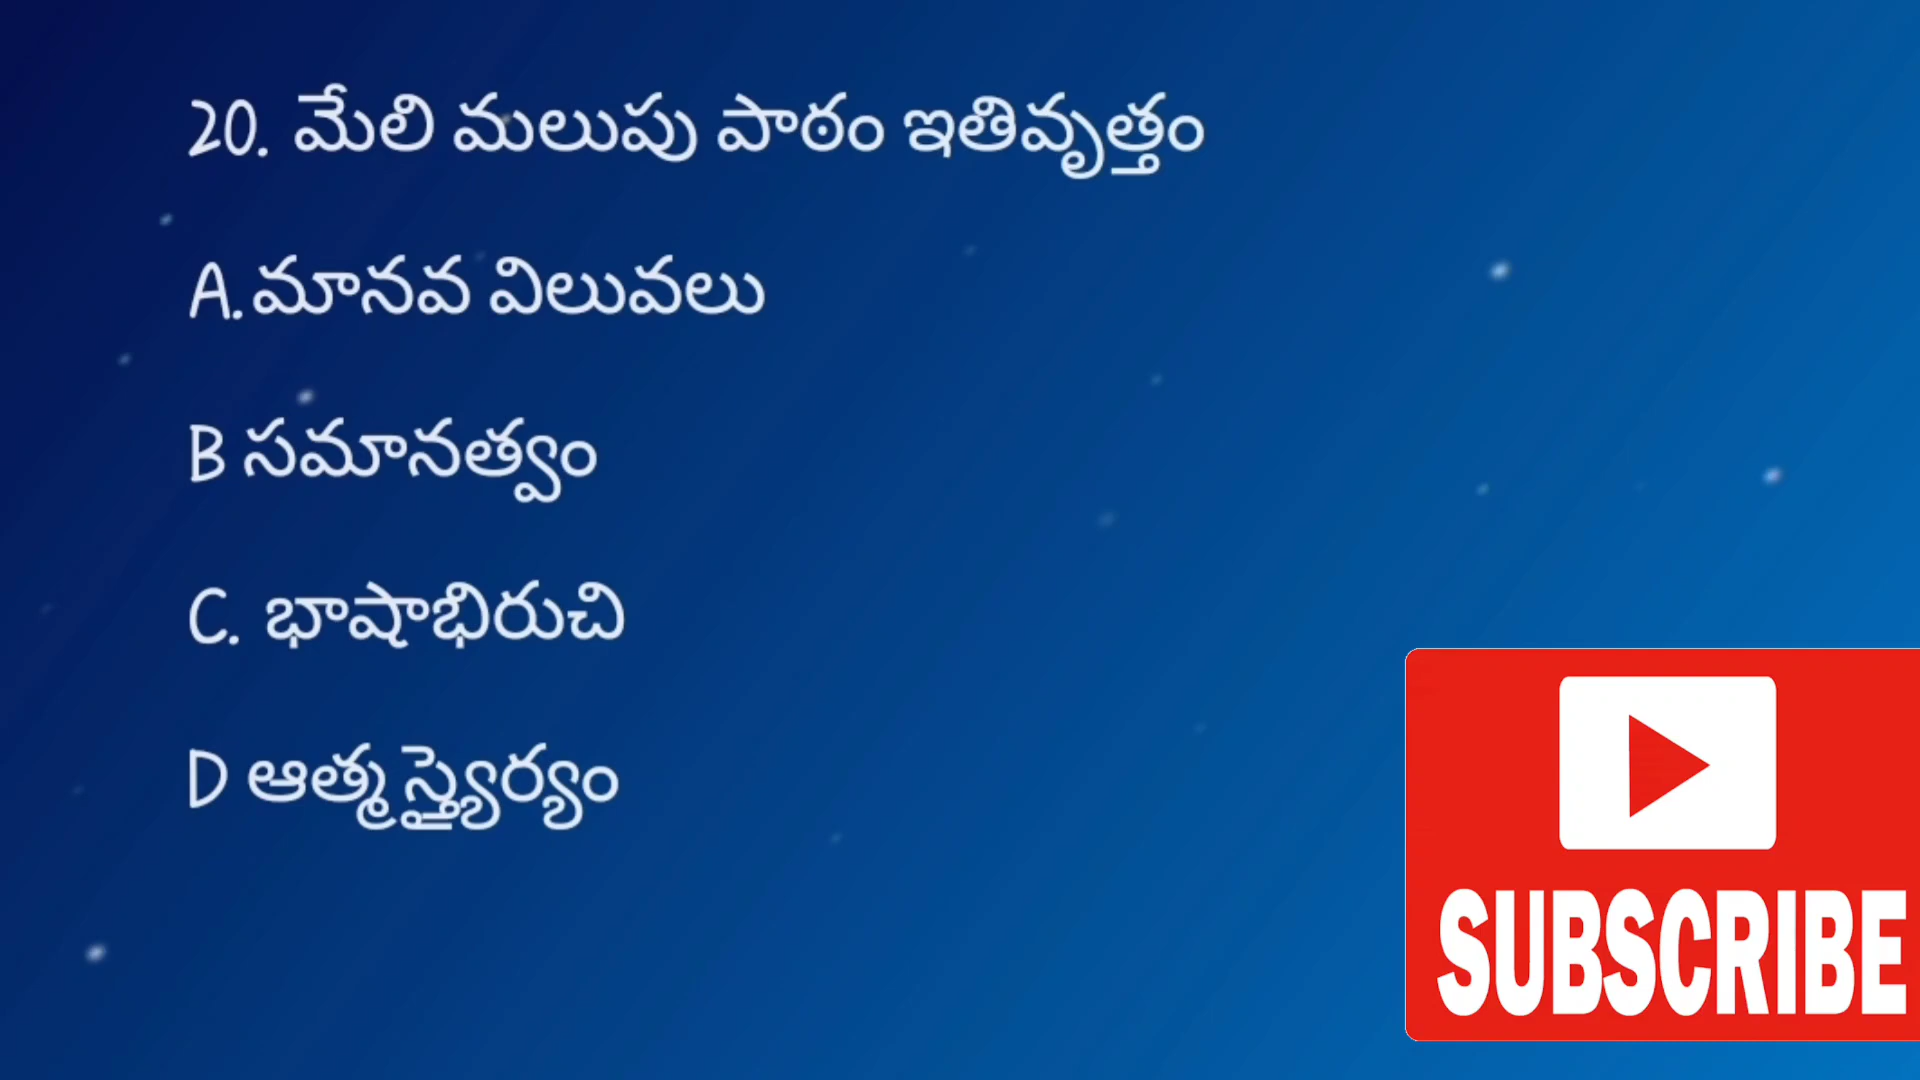 20. మేలి మలుపు పాఠం ఇతివృత్తం
A.మానవ విలువలు
B సమానత్వం
C. భాషాభిరుచి
D ఆత్మ స్త్యైర్యం
SUBSCRIBE